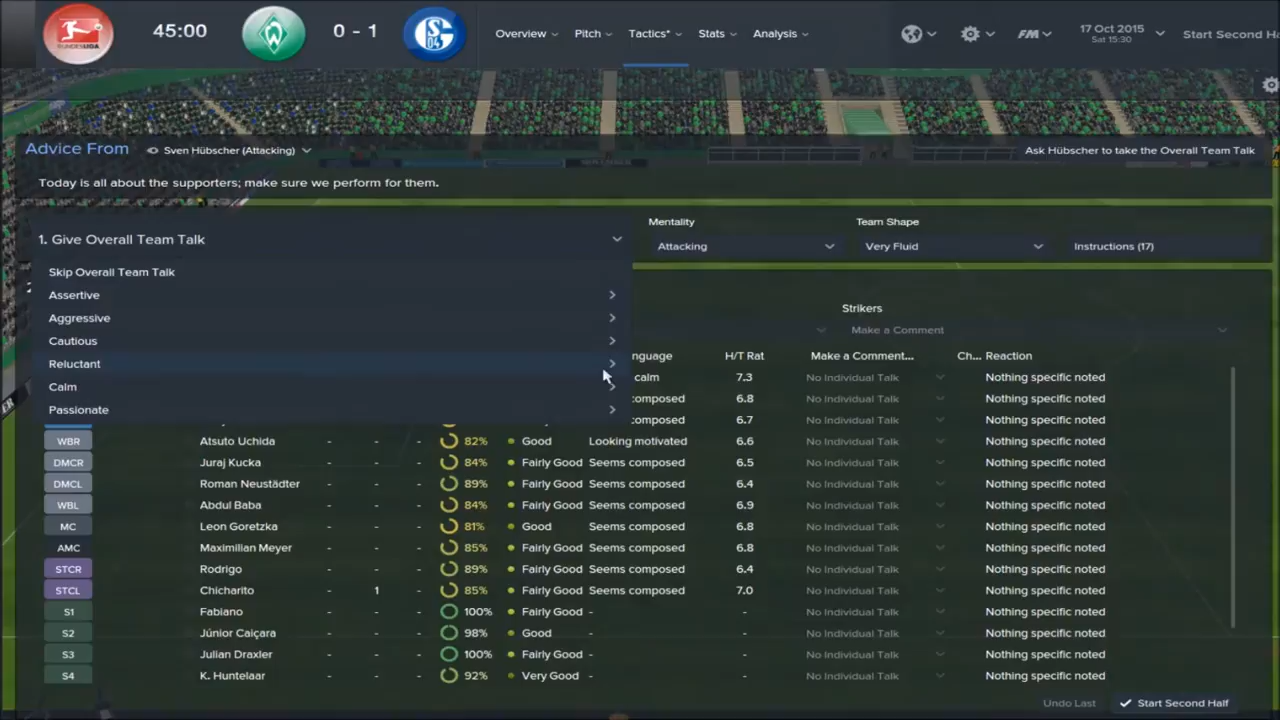 BUNDESLIGA
45:00
0 - 1
S04
Overview
Pitch
Tactics*
Stats
Analysis
FM
17 Oct 2015
Sat 15:30
Start Second Ha
Advice From
Sven Hübscher (Attacking)
Ask Hübscher to take the Overall Team Talk
Today is all about the supporters; make sure we perform for them.
Mentality
Team Shape
1. Give Overall Team Talk
Attacking
Very Fluid
Instructions (17)
Skip Overall Team Talk
Assertive
Aggressive
Cautious
Reluctant
Calm
Passionate
Strikers
Make a Comment
nguage H/T Rat Make a Comment... Ch... Reaction
calm 7.3 No Individual Talk Nothing specific noted
composed 6.8 No Individual Talk Nothing specific noted
composed 6.7 No Individual Talk Nothing specific noted
WBR Atsuto Uchida - - - 82% Good Looking motivated 6.6 No Individual Talk Nothing specific noted
DMCR Juraj Kucka - - - 84% Fairly Good Seems composed 6.5 No Individual Talk Nothing specific noted
DMCL Roman Neustädter - - - 89% Fairly Good Seems composed 6.4 No Individual Talk Nothing specific noted
WBL Abdul Baba - - - 84% Fairly Good Seems composed 6.9 No Individual Talk Nothing specific noted
MC Leon Goretzka - - - 81% Good Seems composed 6.8 No Individual Talk Nothing specific noted
AMC Maximilian Meyer - - - 85% Fairly Good Seems composed 6.8 No Individual Talk Nothing specific noted
STCR Rodrigo - - - 89% Fairly Good Seems composed 6.4 No Individual Talk Nothing specific noted
STCL Chicharito - 1 - 85% Fairly Good Seems composed 7.0 No Individual Talk Nothing specific noted
S1 Fabiano - - - 100% Fairly Good - - No Individual Talk Nothing specific noted
S2 Júnior Caiçara - - - 98% Good - - No Individual Talk Nothing specific noted
S3 Julian Draxler - - - 100% Fairly Good - - No Individual Talk Nothing specific noted
S4 K. Huntelaar - - - 92% Very Good - - No Individual Talk Nothing specific noted
Undo Last
Start Second Half